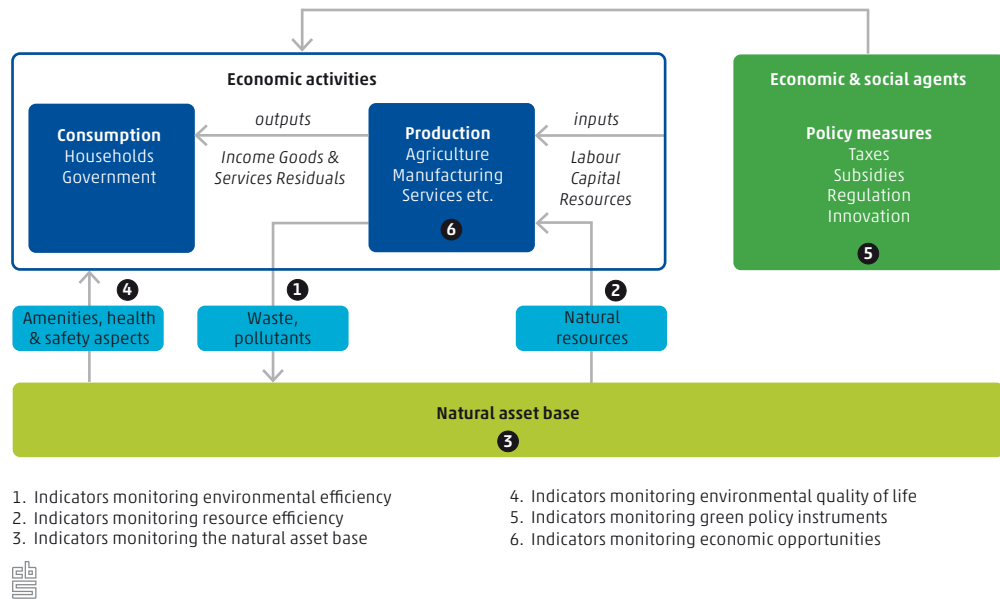 Economic activities
Consumption
Households
Government
outputs
Income Goods &
Services Residuals
Production
Agriculture
Manufacturing
Services etc.
6
inputs
Labour
Capital
Resources
Economic & social agents
Policy measures
Taxes
Subsidies
Regulation
Innovation
5
4
Amenities, health
& safety aspects
1
Waste,
pollutants
2
Natural
resources
Natural asset base
3
1. Indicators monitoring environmental efficiency
2. Indicators monitoring resource efficiency
3. Indicators monitoring the natural asset base
4. Indicators monitoring environmental quality of life
5. Indicators monitoring green policy instruments
6. Indicators monitoring economic opportunities
cbs